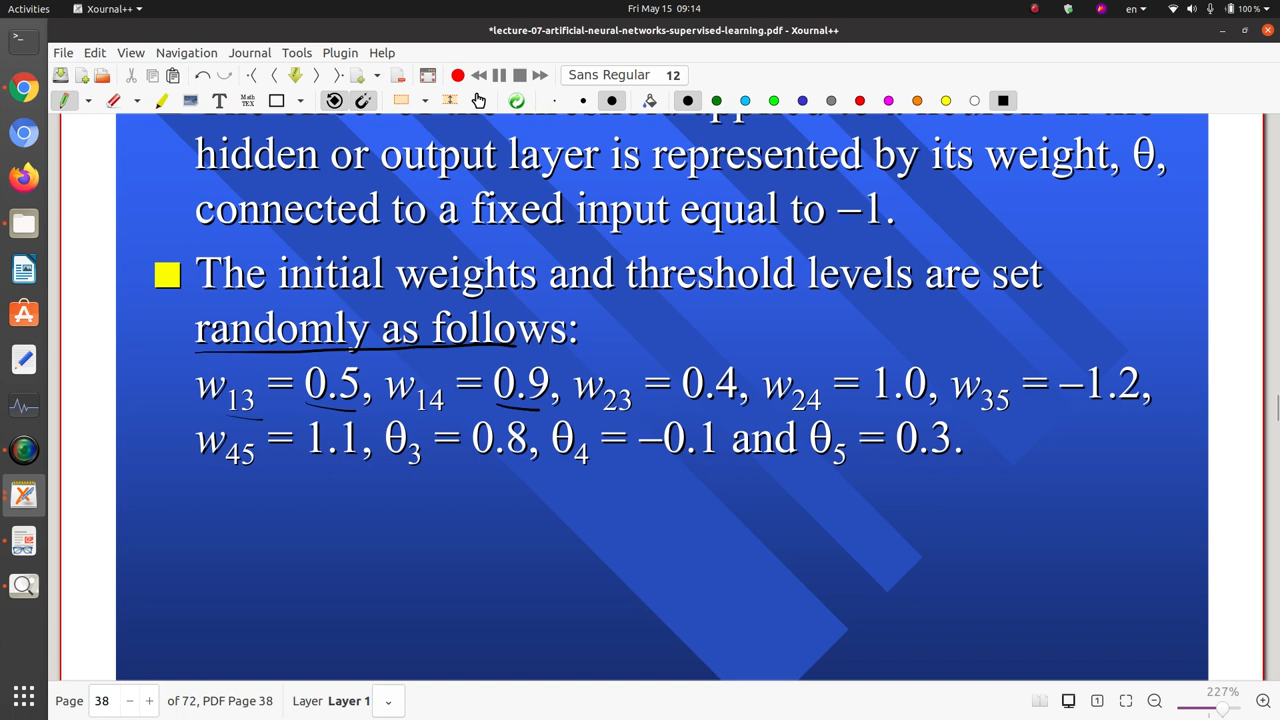 Activities Xournal++ Fri May 15 09:14 en 100 %
*lecture-07-artificial-neural-networks-supervised-learning.pdf - Xournal++
File Edit View Navigation Journal Tools Plugin Help
Sans Regular 12
hidden or output layer is represented by its weight, θ,
connected to a fixed input equal to –1.
The initial weights and threshold levels are set
randomly as follows:
w13 = 0.5, w14 = 0.9, w23 = 0.4, w24 = 1.0, w35 = –1.2,
w45 = 1.1, θ3 = 0.8, θ4 = –0.1 and θ5 = 0.3.
Page 38 of 72, PDF Page 38 Layer Layer 1 227%